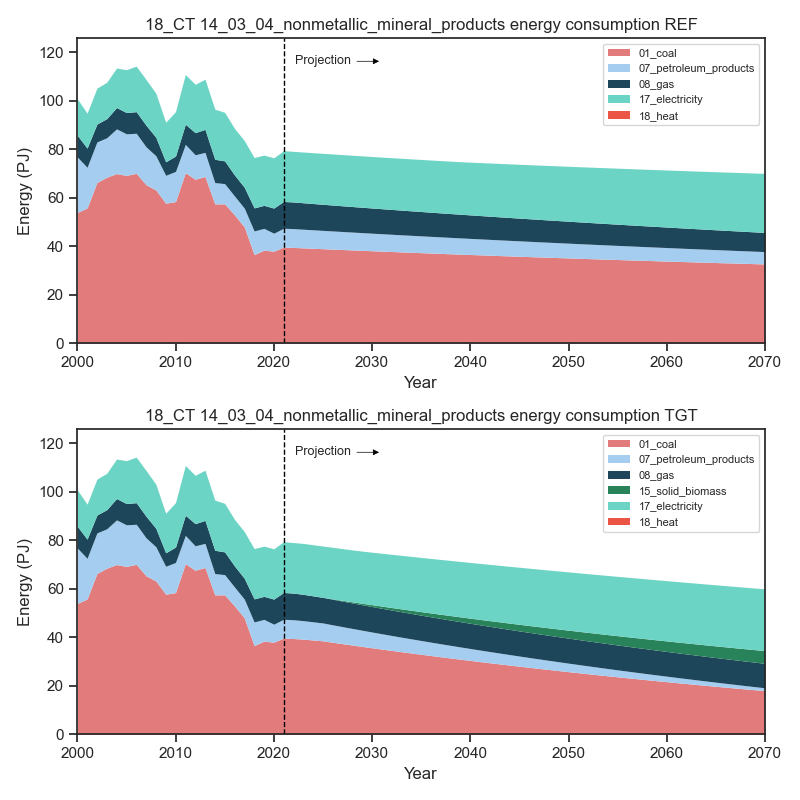 18_CT 14_03_04_nonmetallic_mineral_products energy consumption REF
Energy (PJ)
120
100
80
60
40
20
0
Projection
01_coal
07_petroleum_products
08_gas
17_electricity
18_heat
2000 2010 2020 2030 2040 2050 2060 2070
Year
18_CT 14_03_04_nonmetallic_mineral_products energy consumption TGT
Energy (PJ)
120
100
80
60
40
20
0
Projection
01_coal
07_petroleum_products
08_gas
15_solid_biomass
17_electricity
18_heat
2000 2010 2020 2030 2040 2050 2060 2070
Year